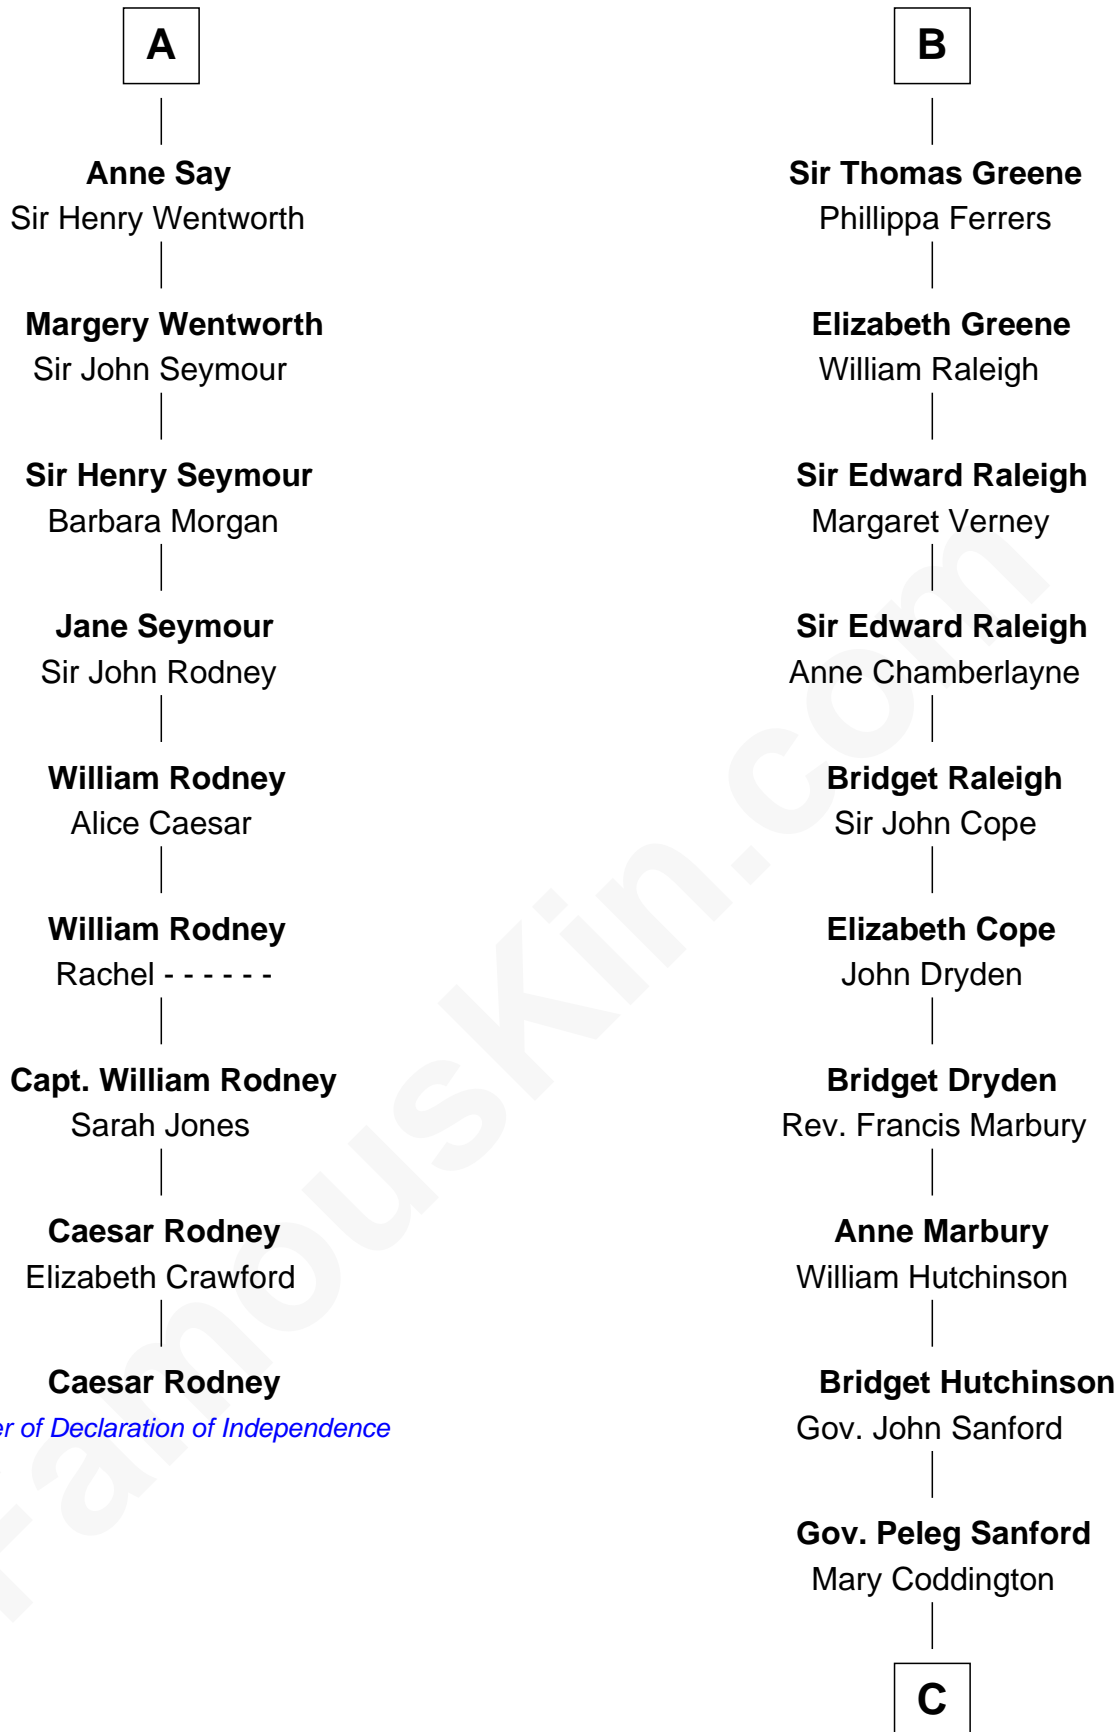 A
Anne Say
Sir Henry Wentworth
Margery Wentworth
Sir John Seymour
Sir Henry Seymour
Barbara Morgan
Jane Seymour
Sir John Rodney
William Rodney
Alice Caesar
William Rodney
Rachel - - - - - -
Capt. William Rodney
Sarah Jones
Caesar Rodney
Elizabeth Crawford
Caesar Rodney
er of Declaration of Independence
B
Sir Thomas Greene
Phillippa Ferrers
Elizabeth Greene
William Raleigh
Sir Edward Raleigh
Margaret Verney
Sir Edward Raleigh
Anne Chamberlayne
Bridget Raleigh
Sir John Cope
Elizabeth Cope
John Dryden
Bridget Dryden
Rev. Francis Marbury
Anne Marbury
William Hutchinson
Bridget Hutchinson
Gov. John Sanford
Gov. Peleg Sanford
Mary Coddington
C
FamousKin.com